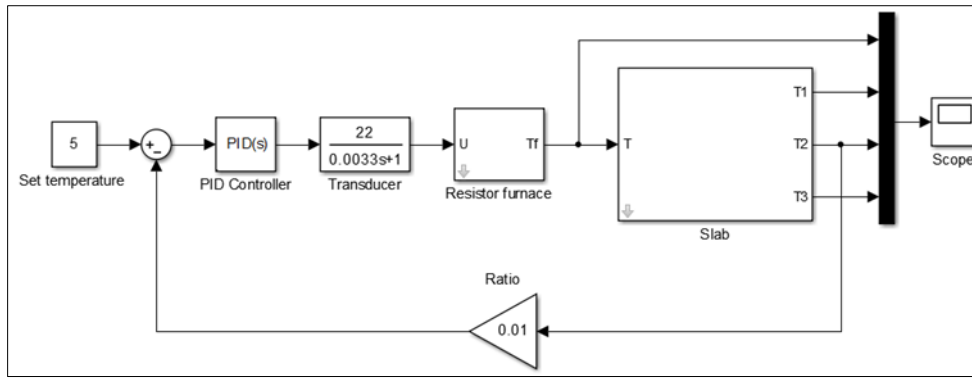 5
Set temperature
+
−
PID(s)
PID Controller
22
0.0033s+1
Transducer
U
Tf
Resistor furnace
T
T1
T2
T3
Slab
Scope
Ratio
0.01